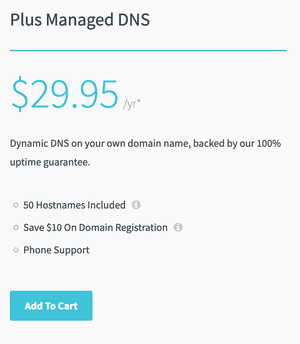 Plus Managed DNS
$29.95 /yr*
Dynamic DNS on your own domain name, backed by our 100%
uptime guarantee.
50 Hostnames Included
Save $10 On Domain Registration
Phone Support
Add To Cart